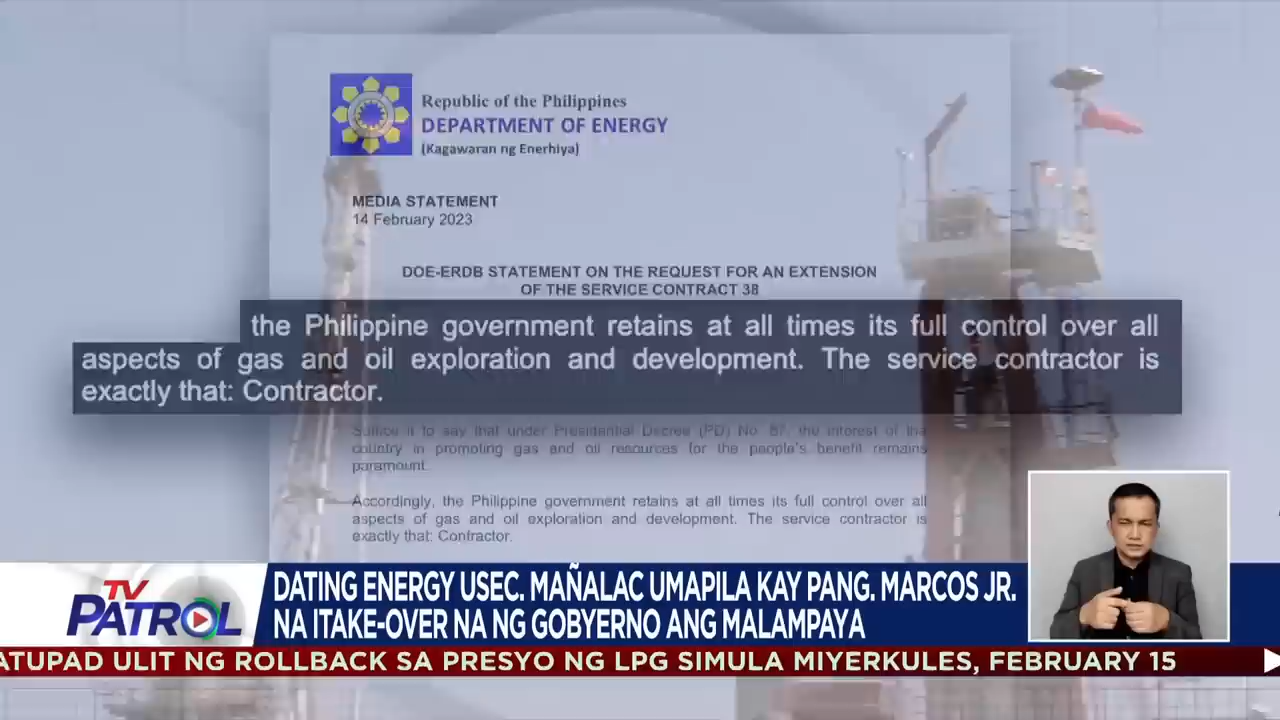 Republic of the Philippines
DEPARTMENT OF ENERGY
(Kagawaran ng Enerhiya)
MEDIA STATEMENT
14 February 2023
DOE-ERDB STATEMENT ON THE REQUEST FOR AN EXTENSION
OF THE SERVICE CONTRACT 38
the Philippine government retains at all times its full control over all
aspects of gas and oil exploration and development. The service contractor is
exactly that: Contractor.
Suffice it to say that under Presidential Decree (PD) No. 87, the interest of the
country in promoting gas and oil resources for the people's benefit remains
paramount.
Accordingly, the Philippine government retains at all times its full control over all
aspects of gas and oil exploration and development. The service contractor is
exactly that: Contractor.
TV
PATROL
DATING ENERGY USEC. MAÑALAC UMAPILA KAY PANG. MARCOS JR.
NA ITAKE-OVER NA NG GOBYERNO ANG MALAMPAYA
ATUPAD ULIT NG ROLLBACK SA PRESYO NG LPG SIMULA MIYERKULES, FEBRUARY 15